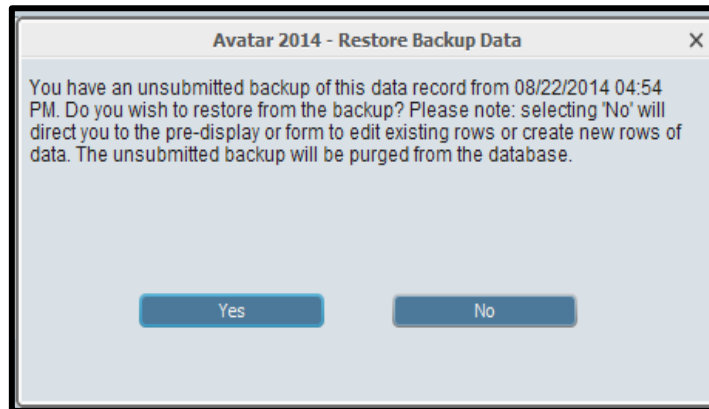 Avatar 2014 - Restore Backup Data X
You have an unsubmitted backup of this data record from 08/22/2014 04:54
PM. Do you wish to restore from the backup? Please note: selecting 'No' will
direct you to the pre-display or form to edit existing rows or create new rows of
data. The unsubmitted backup will be purged from the database.
Yes No